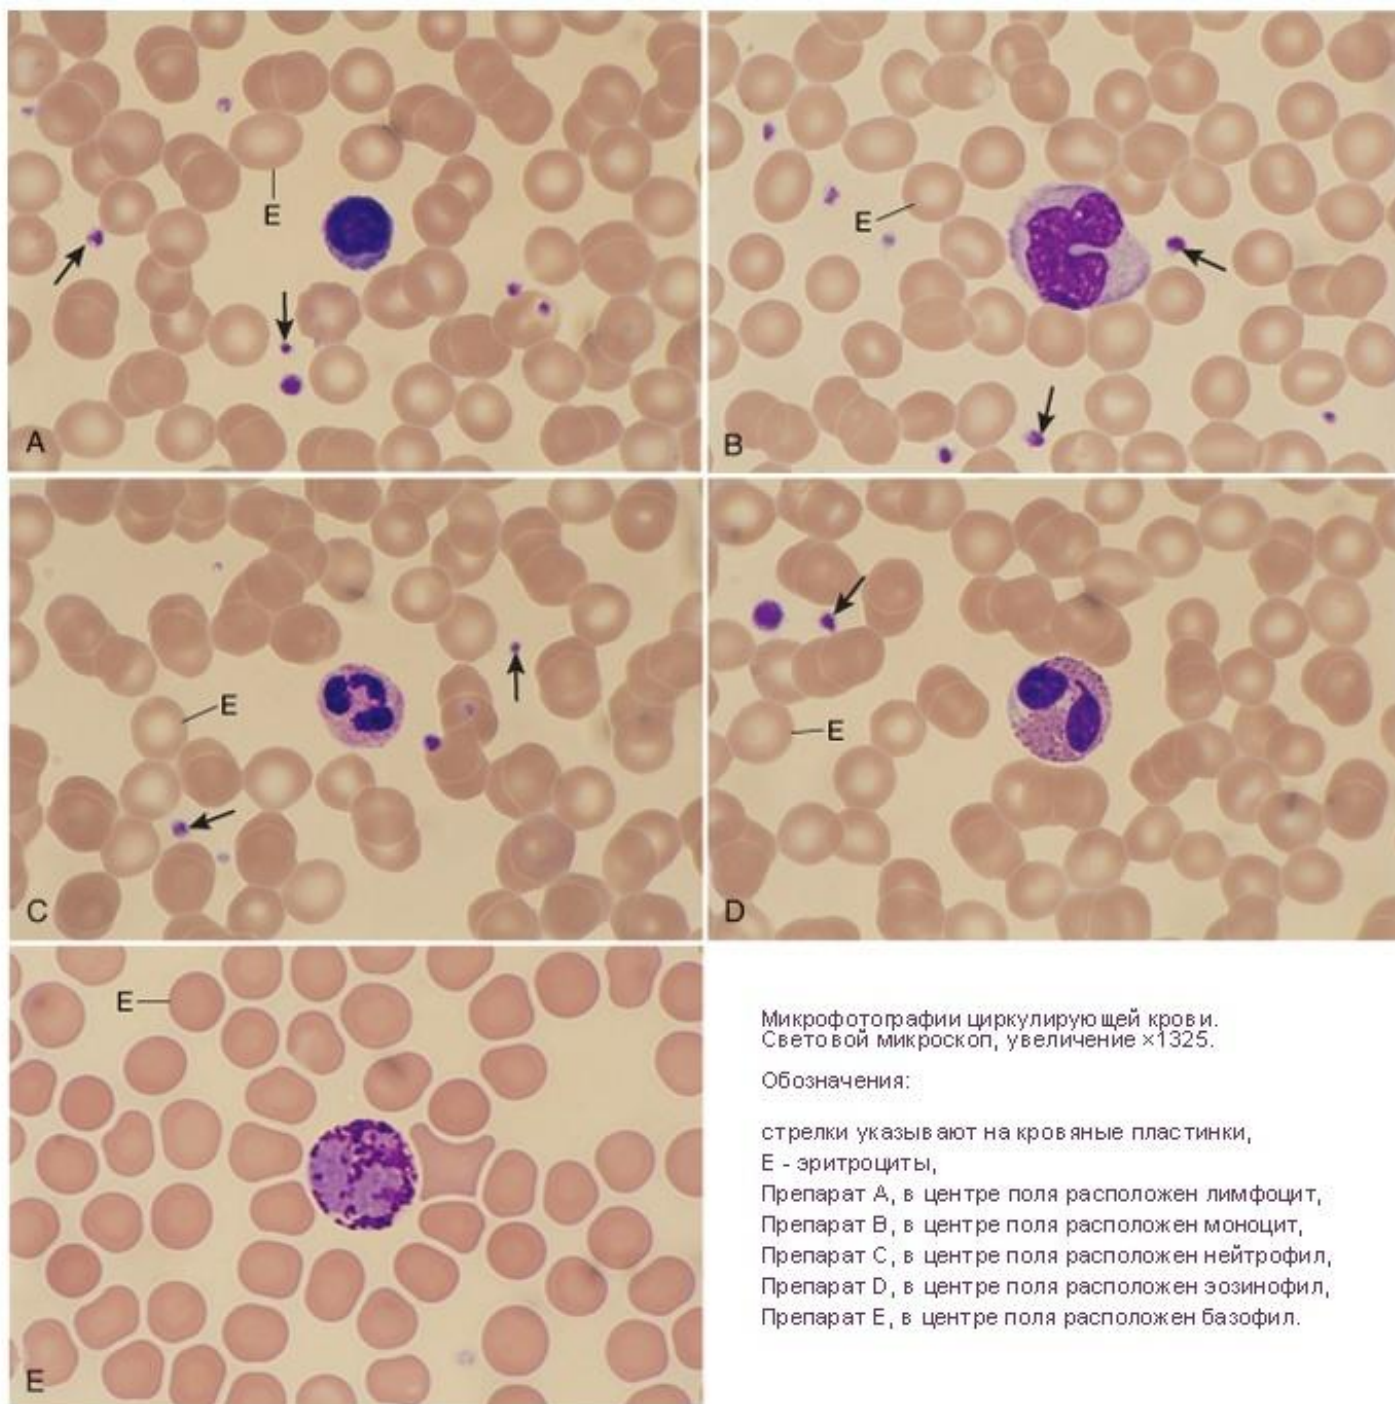 E
A
E
B
E
C
E
D
E
E
Микрофотографии циркулирующей крови.
Световой микроскоп, увеличение ×1325.
Обозначения:
стрелки указывают на кровяные пластинки,
E - эритроциты,
Препарат A, в центре поля расположен лимфоцит,
Препарат B, в центре поля расположен моноцит,
Препарат C, в центре поля расположен нейтрофил,
Препарат D, в центре поля расположен эозинофил,
Препарат E, в центре поля расположен базофил.